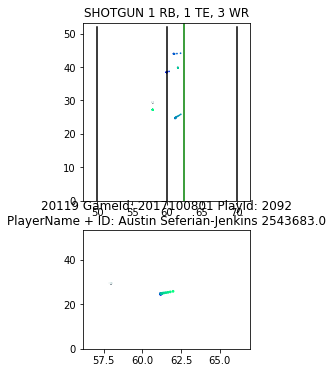 SHOTGUN 1 RB, 1 TE, 3 WR
50
40
30
20
10
0
50 55 60 65 70
20119 GameId: 2017100801 PlayId: 2092
PlayerName + ID: Austin Seferian-Jenkins 2543683.0
40
20
0
57.5 60.0 62.5 65.0